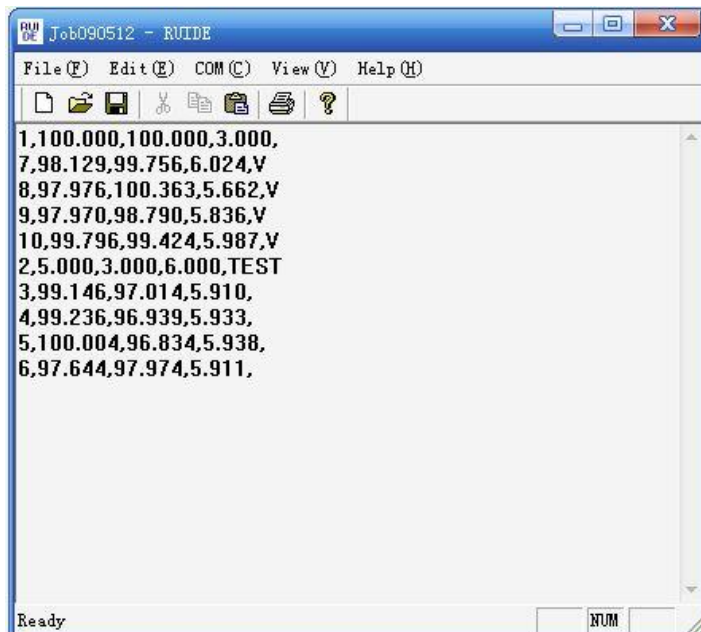 RUI DE Job090512 - RUIDE
File(F) Edit(E) COM(C) View(V) Help(H)
1,100.000,100.000,3.000,
7,98.129,99.756,6.024,V
8,97.976,100.363,5.662,V
9,97.970,98.790,5.836,V
10,99.796,99.424,5.987,V
2,5.000,3.000,6.000,TEST
3,99.146,97.014,5.910,
4,99.236,96.939,5.933,
5,100.004,96.834,5.938,
6,97.644,97.974,5.911,
Ready NUM